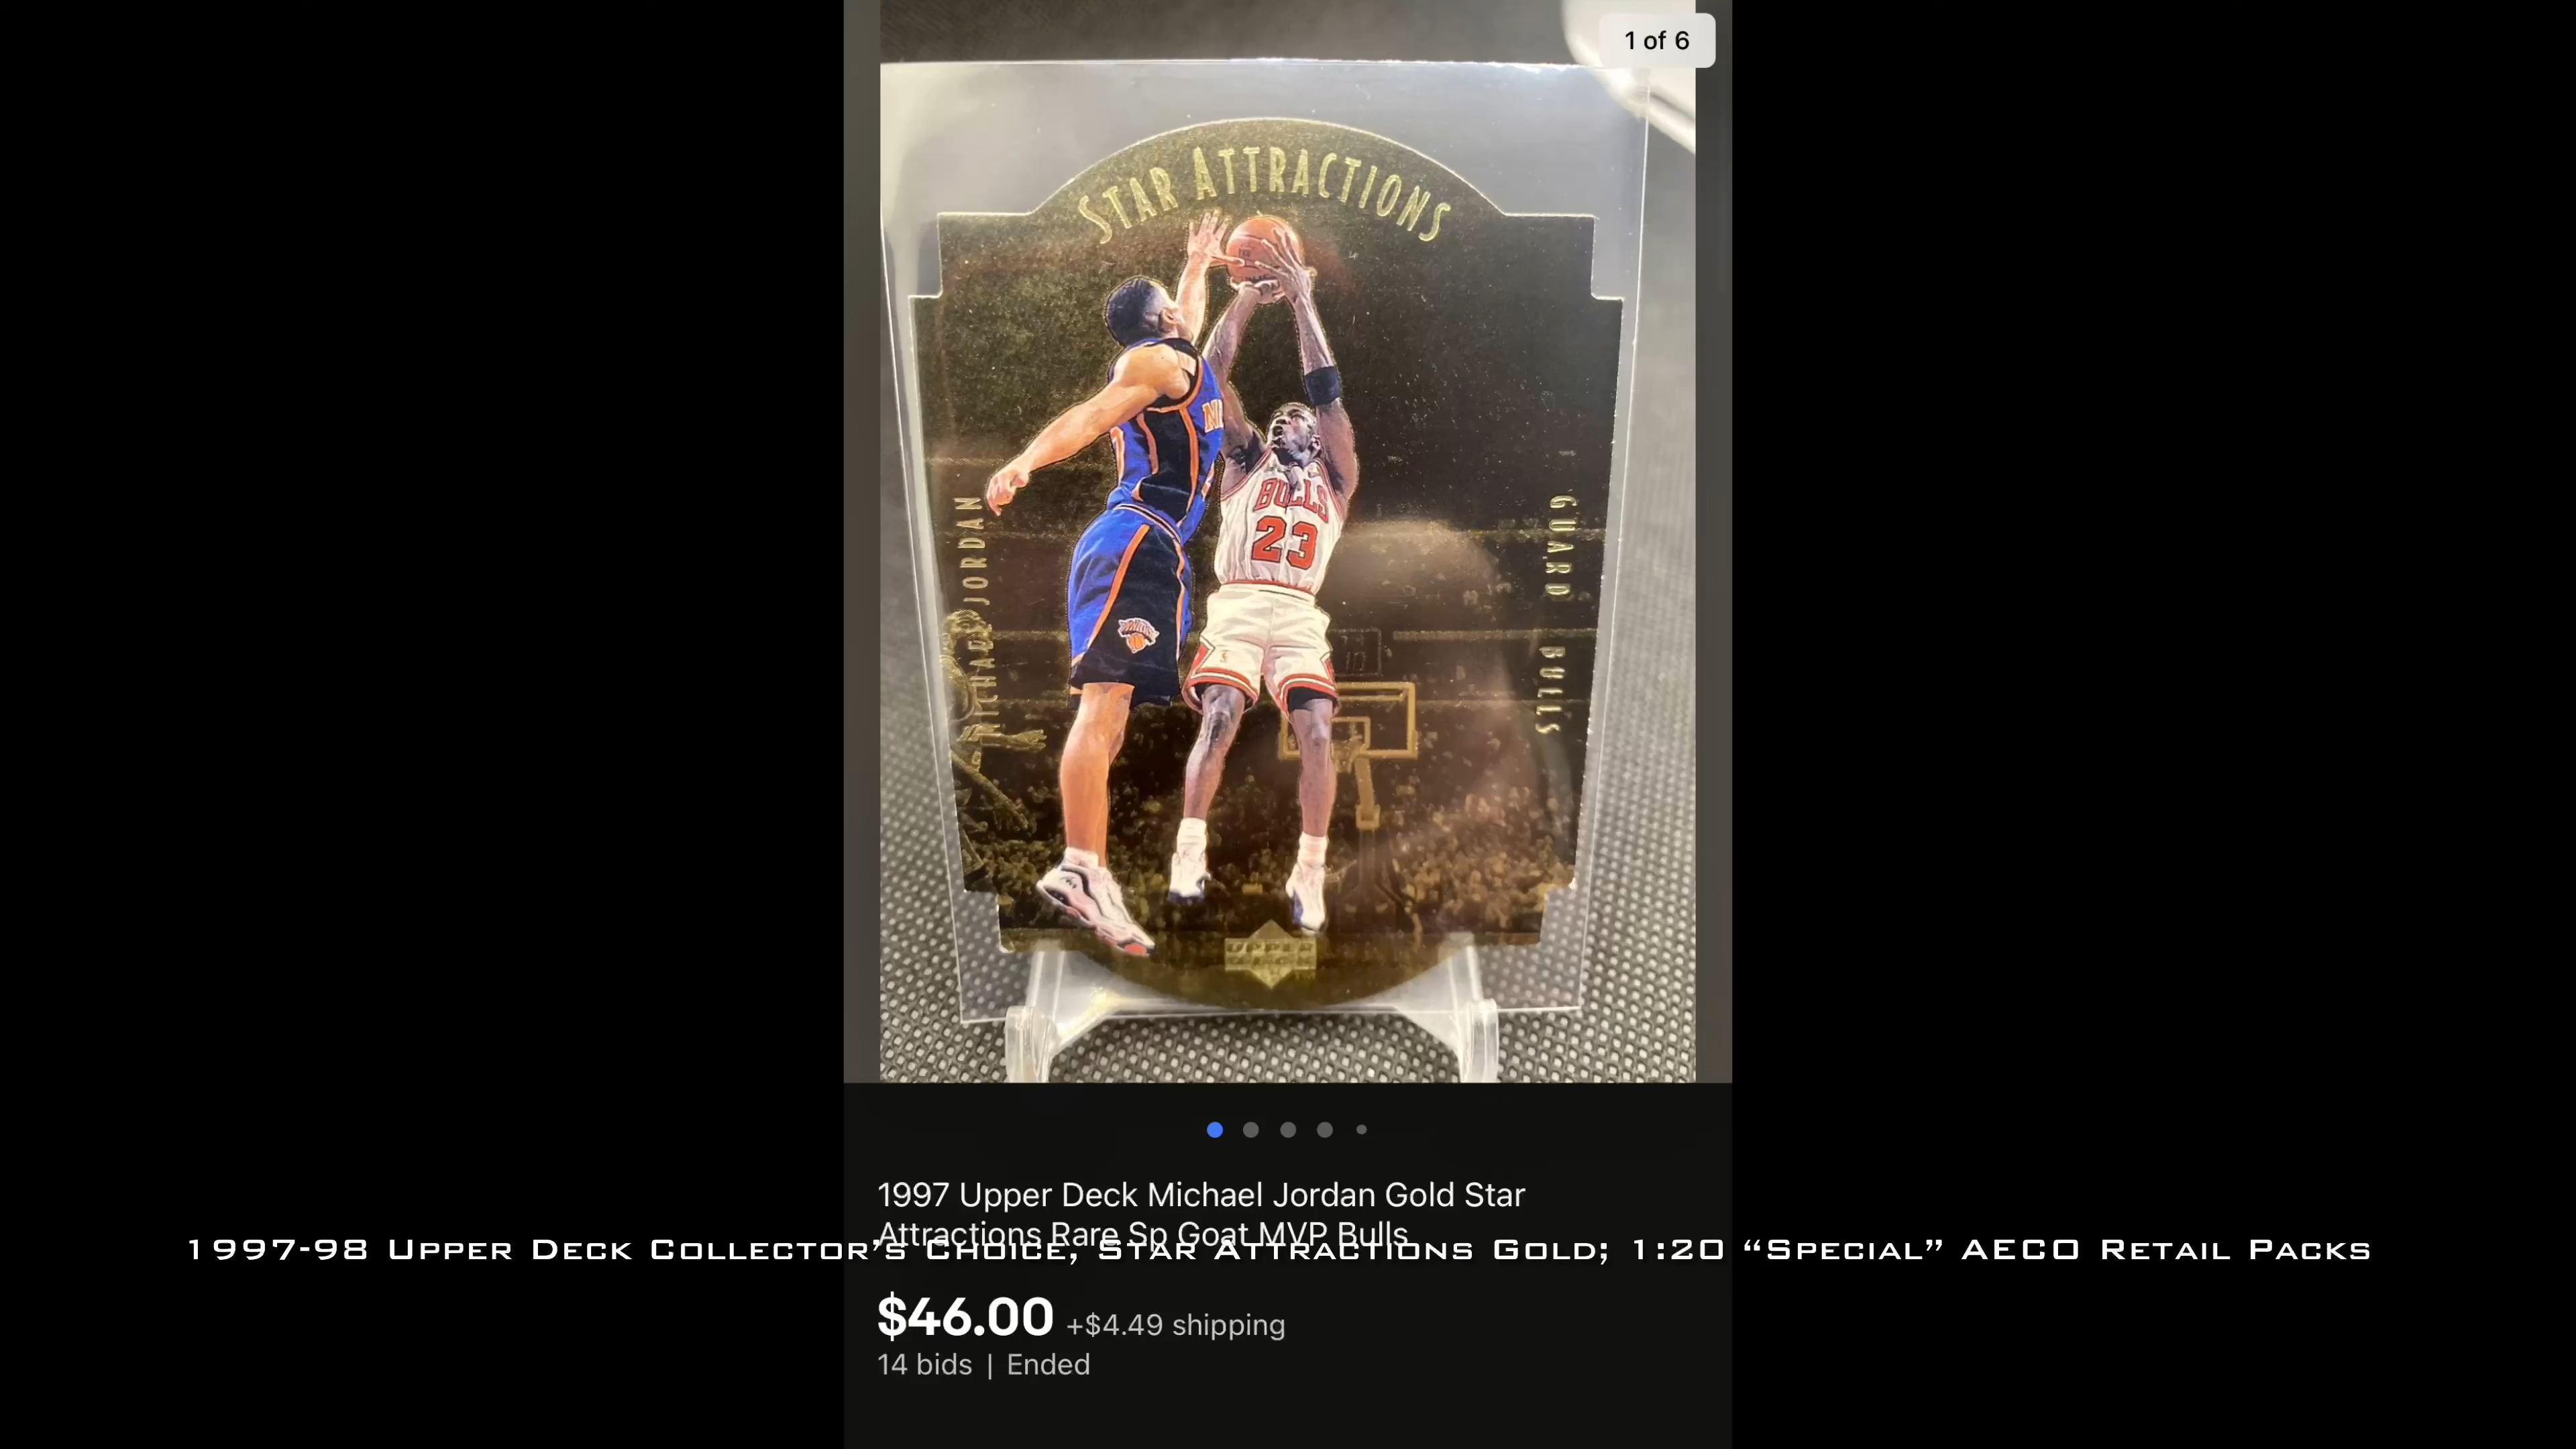 1 of 6
STAR ATTRACTIONS
MICHAEL JORDAN
GUARD BULLS
BULLS
23
UPPER DECK
1997 Upper Deck Michael Jordan Gold Star
Attractions Rare Sp Goat MVP Bulls
1997-98 Upper Deck Collector's Choice, Star Attractions Gold; 1:20 “Special” AECO Retail Packs
$46.00 +$4.49 shipping
14 bids | Ended